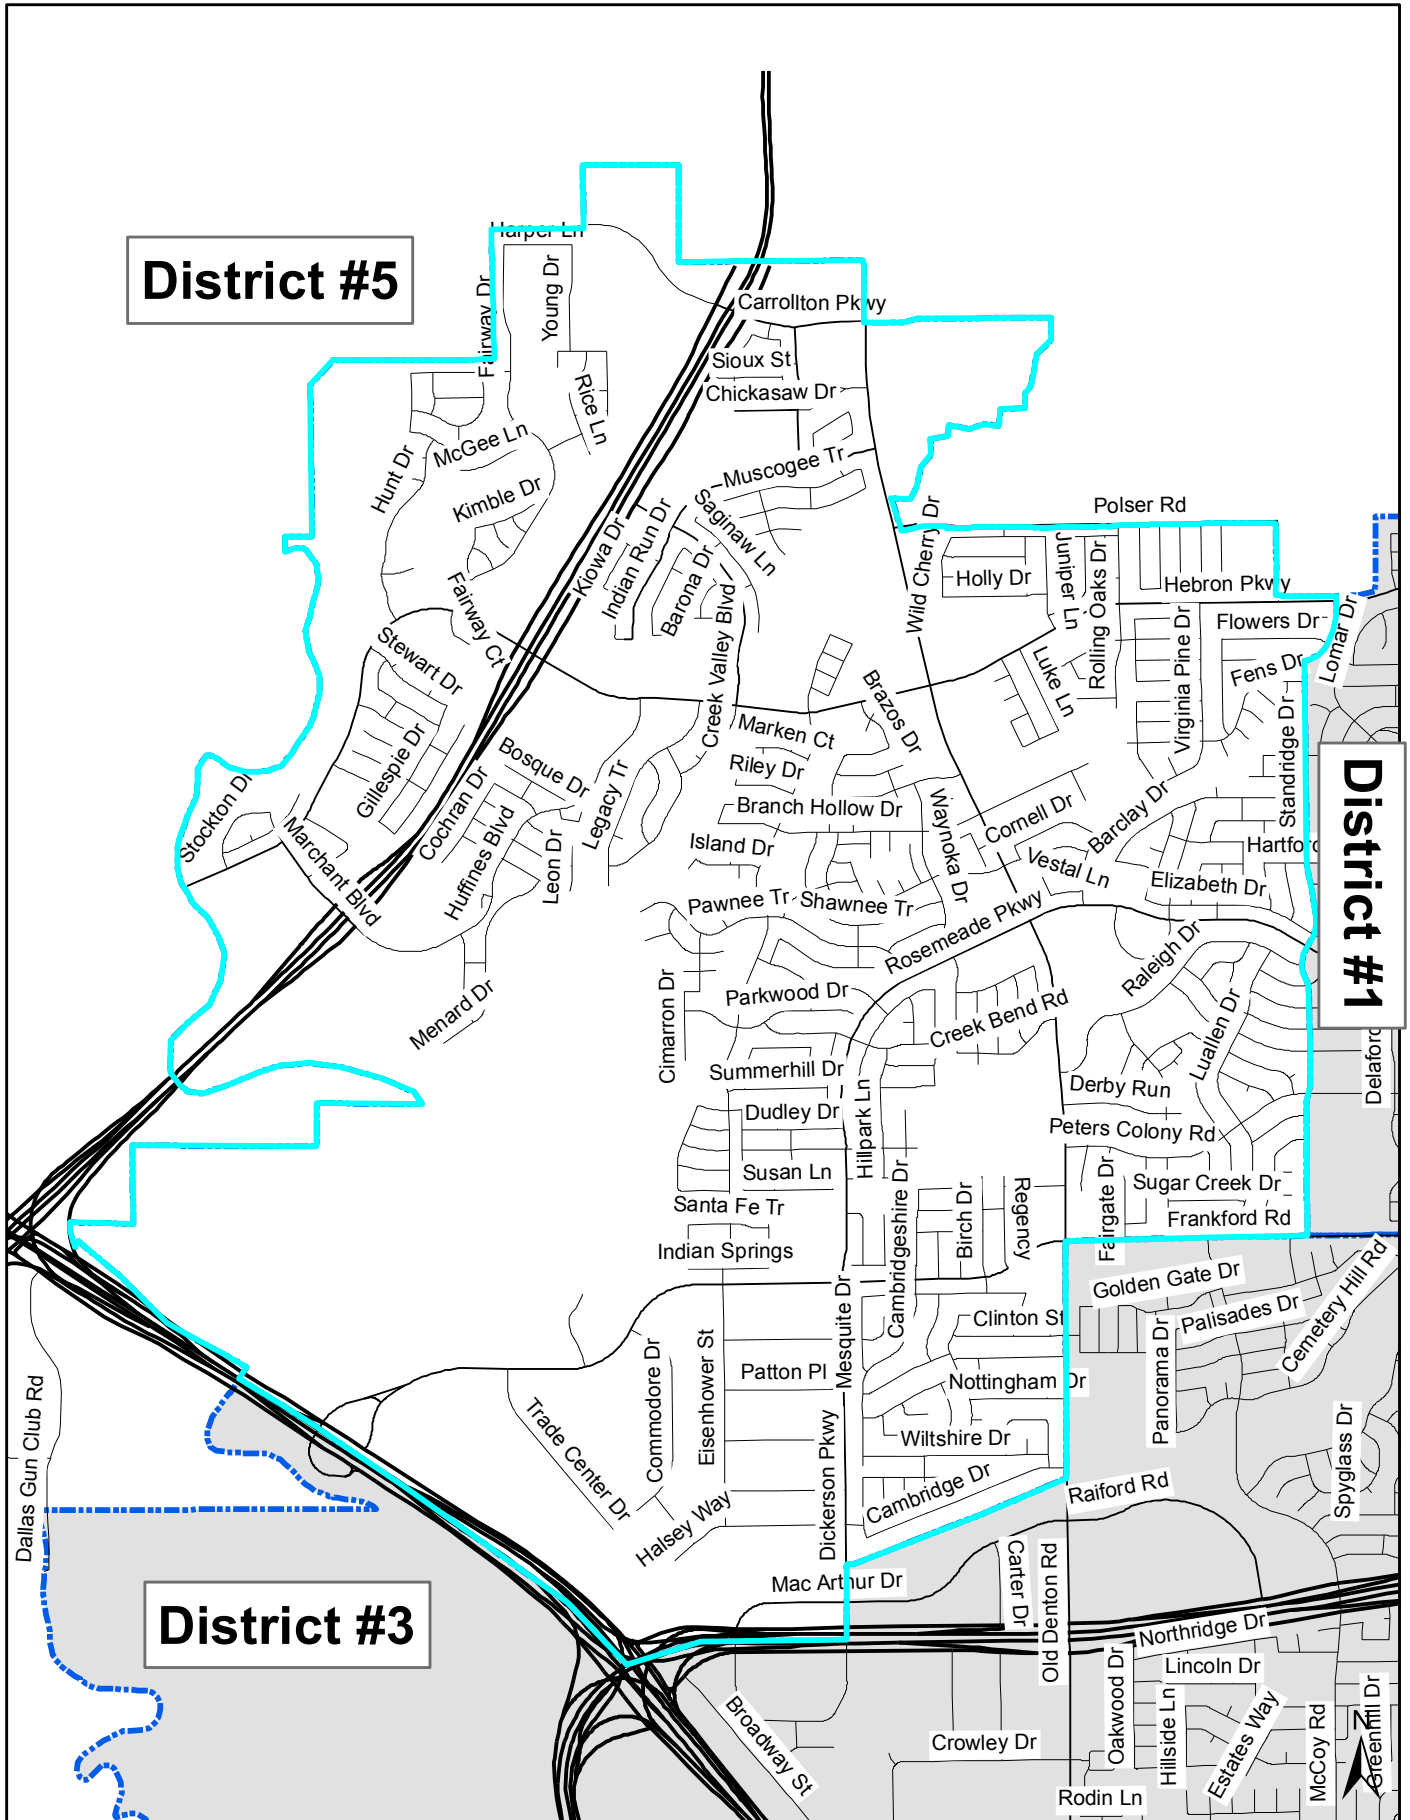 Harper Ln
District #5
Fairway Dr
Young Dr
Carrollton Pkwy
Sioux St
Chickasaw Dr
Rice Ln
McGee Ln
Hunt Dr
Muscogee Tr
Kimble Dr
Saginaw Ln
Polser Rd
Kiowa Dr
Indian Run Dr
Barona Dr
Wild Cherry Dr
Juniper Ln
Rolling Oaks Dr
Holly Dr
Hebron Pkwy
Fairway Ct
Creek Valley Blvd
Flowers Dr
Lomar Dr
Stewart Dr
Luke Ln
Virginia Pine Dr
Fens Dr
Brazos Dr
Marken Ct
Standridge Dr
Gillespie Dr
Bosque Dr
Riley Dr
District #1
Stockton Dr
Cochran Dr
Legacy Tr
Branch Hollow Dr
Waynoka Dr
Cornell Dr
Barclay Dr
Marchant Blvd
Huffines Blvd
Leon Dr
Island Dr
Vestal Ln
Hartford
Elizabeth Dr
Pawnee Tr
Shawnee Tr
Rosemeade Pkwy
Raleigh Dr
Menard Dr
Cimarron Dr
Parkwood Dr
Creek Bend Rd
Luallen Dr
Delaford
Summerhill Dr
Derby Run
Dudley Dr
Hillpark Ln
Peters Colony Rd
Susan Ln
Cambridgeshire Dr
Birch Dr
Regency
Fairgate Dr
Sugar Creek Dr
Santa Fe Tr
Frankford Rd
Indian Springs
Golden Gate Dr
Cemetery Hill Rd
Mesquite Dr
Clinton St
Palisades Dr
Panorama Dr
Dallas Gun Club Rd
Commodore Dr
Eisenhower St
Patton Pl
Nottingham Dr
Trade Center Dr
Wiltshire Dr
Spyglass Dr
Dickerson Pkwy
Cambridge Dr
Raiford Rd
Halsey Way
Mac Arthur Dr
Carter Dr
Old Denton Rd
District #3
Northridge Dr
Lincoln Dr
Oakwood Dr
Hillside Ln
Estates Way
McCoy Rd
Greenhill Dr
N
Broadway St
Crowley Dr
Rodin Ln